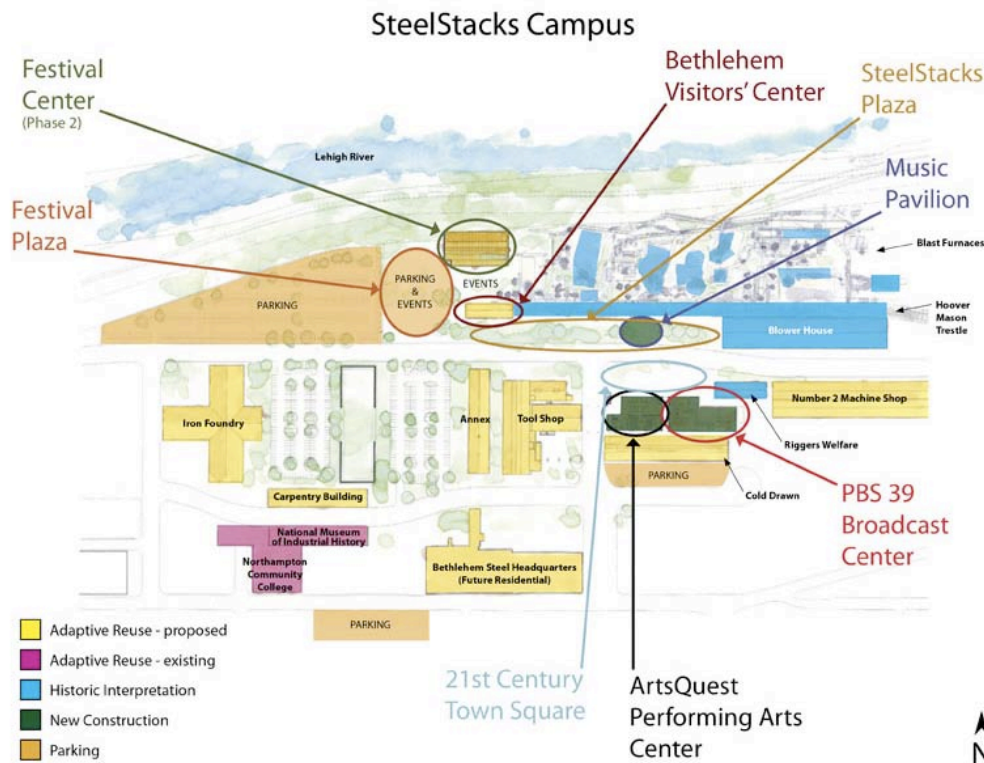 SteelStacks Campus
Festival
Center
(Phase 2)
Bethlehem
Visitors' Center
SteelStacks
Plaza
Music
Pavilion
Festival
Plaza
Lehigh River
Blast Furnaces
PARKING
PARKING
&
EVENTS
EVENTS
Hoover
Mason
Trestle
Blower House
Iron Foundry
Annex
Tool Shop
Number 2 Machine Shop
Riggers Welfare
PARKING
Cold Drawn
Carpentry Building
National Museum
of Industrial History
Northampton
Community
College
Bethlehem Steel Headquarters
(Future Residential)
PBS 39
Broadcast
Center
PARKING
21st Century
Town Square
ArtsQuest
Performing Arts
Center
Adaptive Reuse - proposed
Adaptive Reuse - existing
Historic Interpretation
New Construction
Parking
N